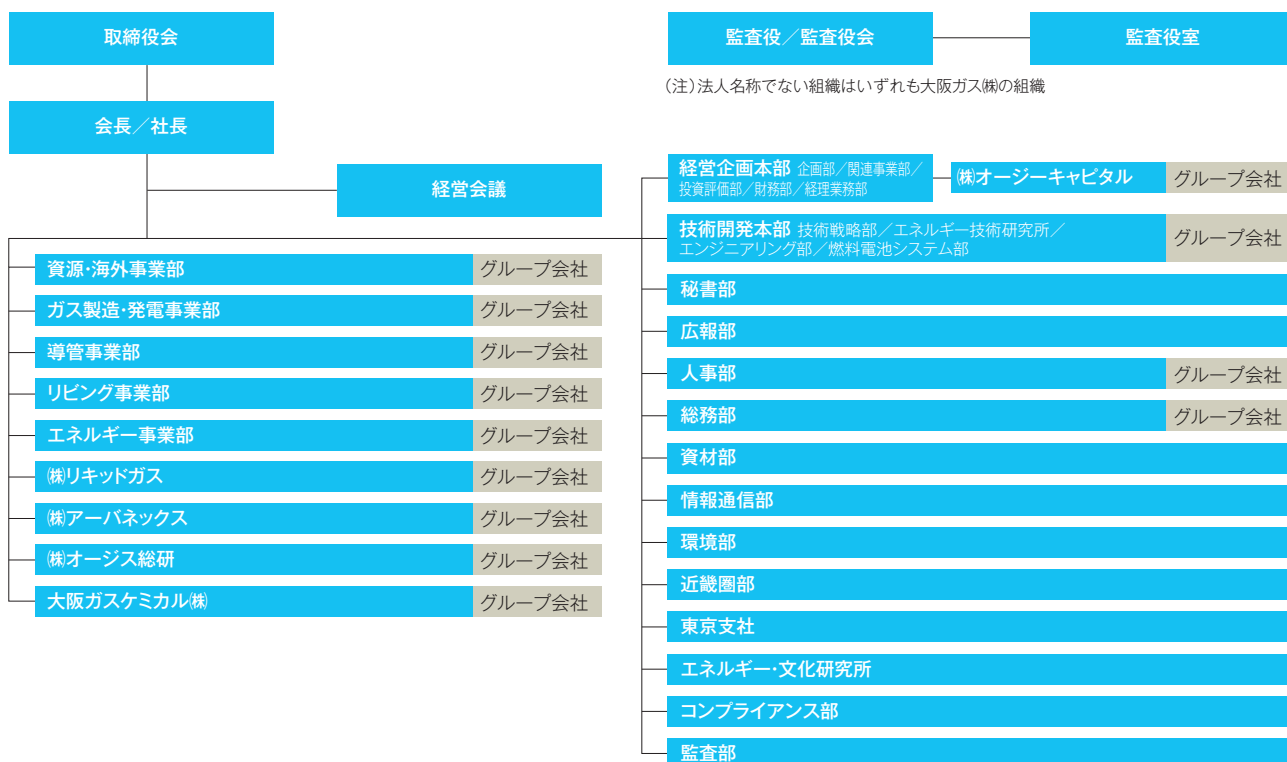 取締役会
監査役／監査役会
監査役室
（注）法人名称でない組織はいずれも大阪ガス㈱の組織
会長／社長
経営会議
資源・海外事業部 グループ会社
ガス製造・発電事業部 グループ会社
導管事業部 グループ会社
リビング事業部 グループ会社
エネルギー事業部 グループ会社
㈱リキッドガス グループ会社
㈱アーバネックス グループ会社
㈱オージス総研 グループ会社
大阪ガスケミカル㈱ グループ会社
経営企画本部 企画部／関連事業部／
投資評価部／財務部／経理業務部
㈱オージーキャピタル グループ会社
技術開発本部 技術戦略部／エネルギー技術研究所／
エンジニアリング部／燃料電池システム部
グループ会社
秘書部
広報部
人事部 グループ会社
総務部 グループ会社
資材部
情報通信部
環境部
近畿圏部
東京支社
エネルギー・文化研究所
コンプライアンス部
監査部